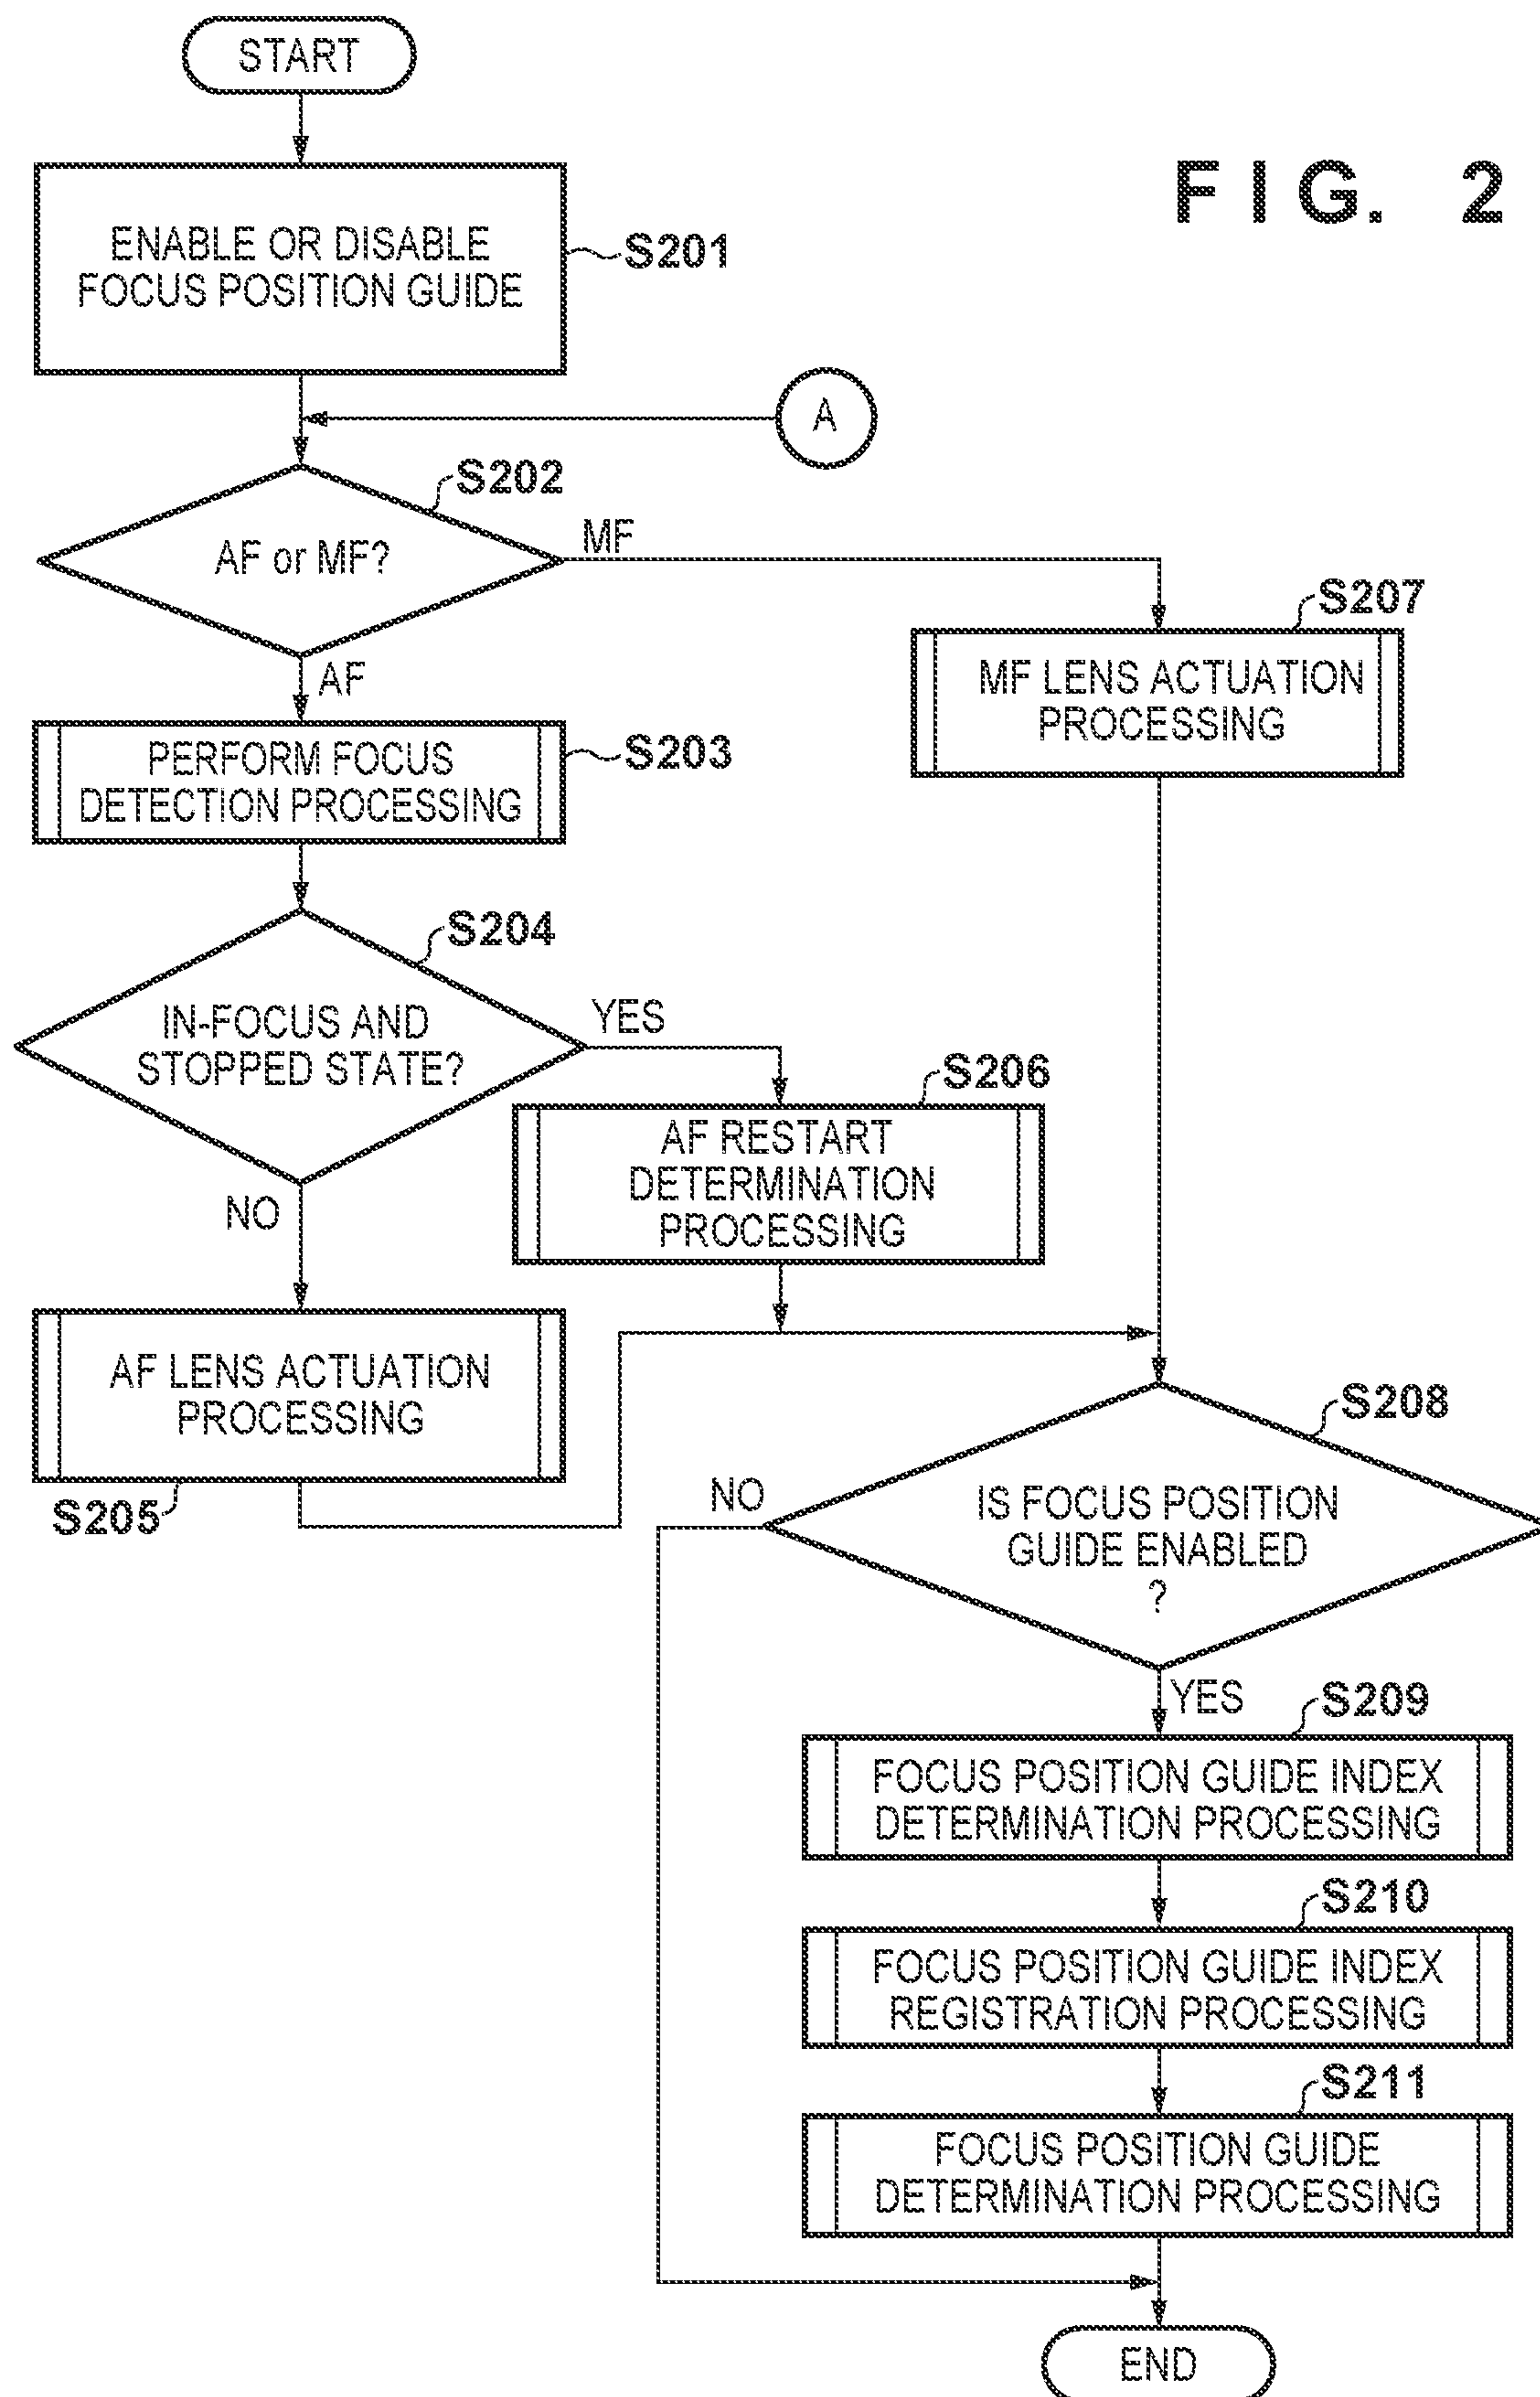 START
FIG. 2
ENABLE OR DISABLE
FOCUS POSITION GUIDE
S201
A
S202
AF or MF?
MF
AF
S207
MF LENS ACTUATION
PROCESSING
PERFORM FOCUS
DETECTION PROCESSING
S203
S204
IN-FOCUS AND
STOPPED STATE?
YES
NO
S206
AF RESTART
DETERMINATION
PROCESSING
AF LENS ACTUATION
PROCESSING
S205
S208
IS FOCUS POSITION
GUIDE ENABLED
?
NO
YES
S209
FOCUS POSITION GUIDE INDEX
DETERMINATION PROCESSING
S210
FOCUS POSITION GUIDE INDEX
REGISTRATION PROCESSING
S211
FOCUS POSITION GUIDE
DETERMINATION PROCESSING
END